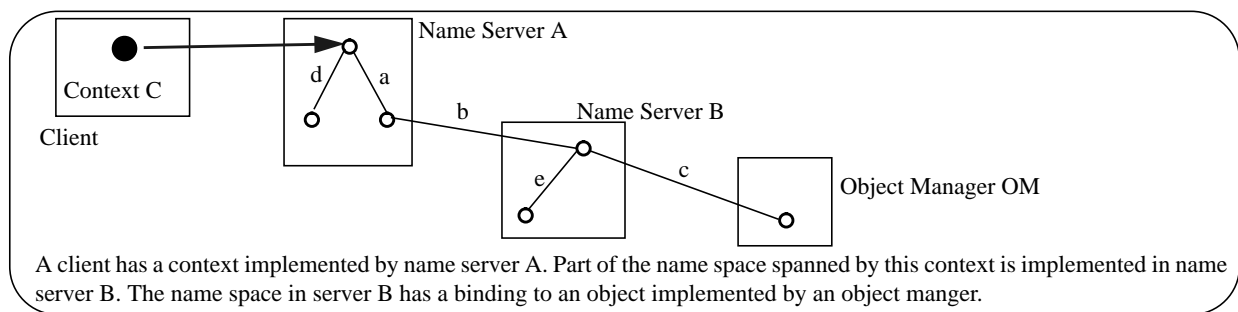 Name Server A
d
a
Context C
b
Name Server B
Client
e
c
Object Manager OM
A client has a context implemented by name server A. Part of the name space spanned by this context is implemented in name
server B. The name space in server B has a binding to an object implemented by an object manger.